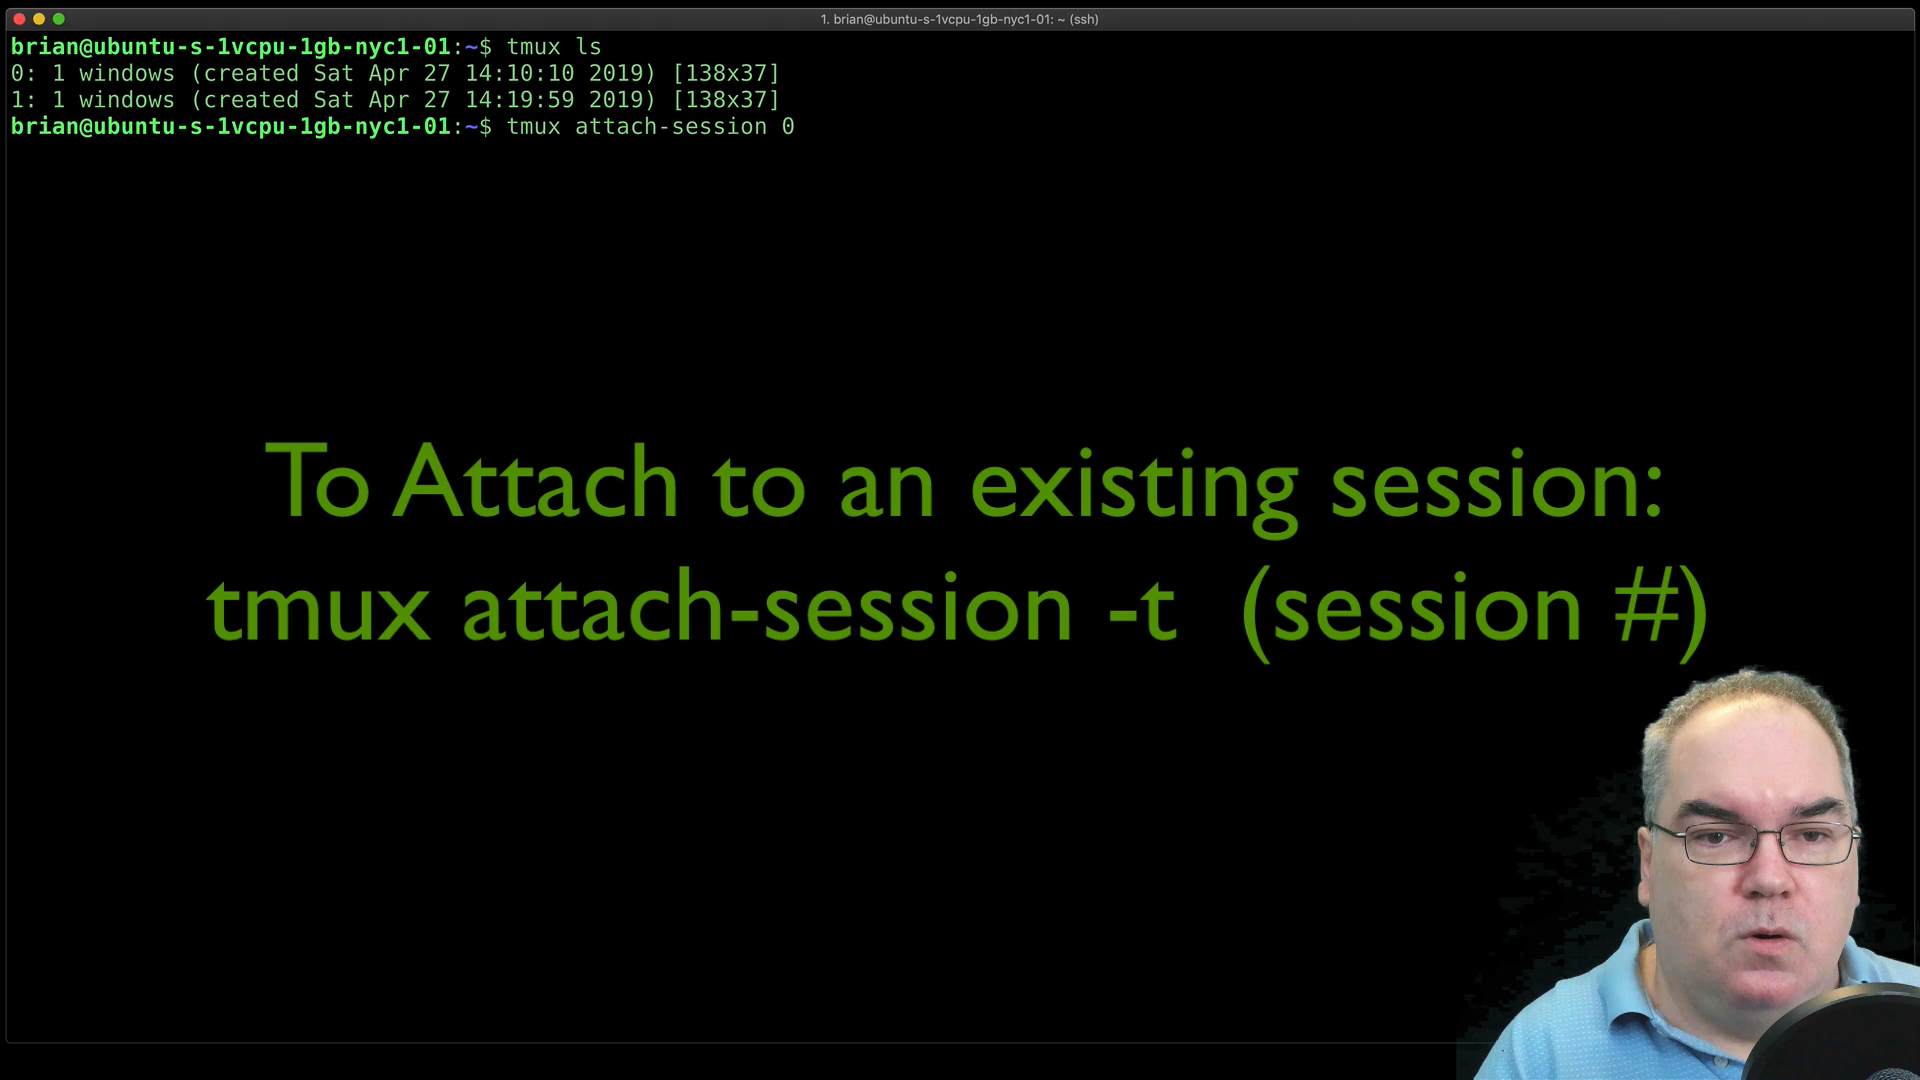 1. brian@ubuntu-s-1vcpu-1gb-nyc1-01: ~ (ssh)
brian@ubuntu-s-1vcpu-1gb-nyc1-01:~$ tmux ls
0: 1 windows (created Sat Apr 27 14:10:10 2019) [138x37]
1: 1 windows (created Sat Apr 27 14:19:59 2019) [138x37]
brian@ubuntu-s-1vcpu-1gb-nyc1-01:~$ tmux attach-session 0
To Attach to an existing session:
tmux attach-session -t (session #)